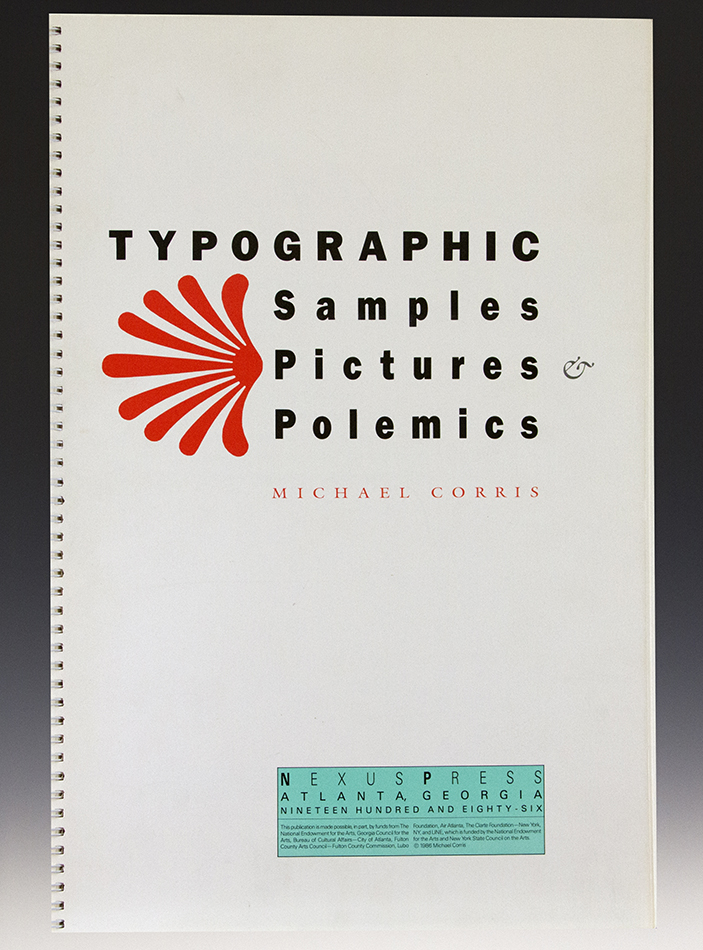 TYPOGRAPHIC
Samples
Pictures &
Polemics
MICHAEL CORRIS
NEXUS PRESS
ATLANTA, GEORGIA
NINETEEN HUNDRED AND EIGHTY-SIX
This publication is made possible, in part, by funds from The
National Endowment for the Arts, Georgia Council for the
Arts, Bureau of Cultural Affairs—City of Atlanta, Fulton
County Arts Council—Fulton County Commission, Lubo
Foundation, Air Atlanta, The Clarte Foundation—New York,
NY, and LINE, which is funded by the National Endowment
for the Arts and New York State Council on the Arts.
© 1986 Michael Corris